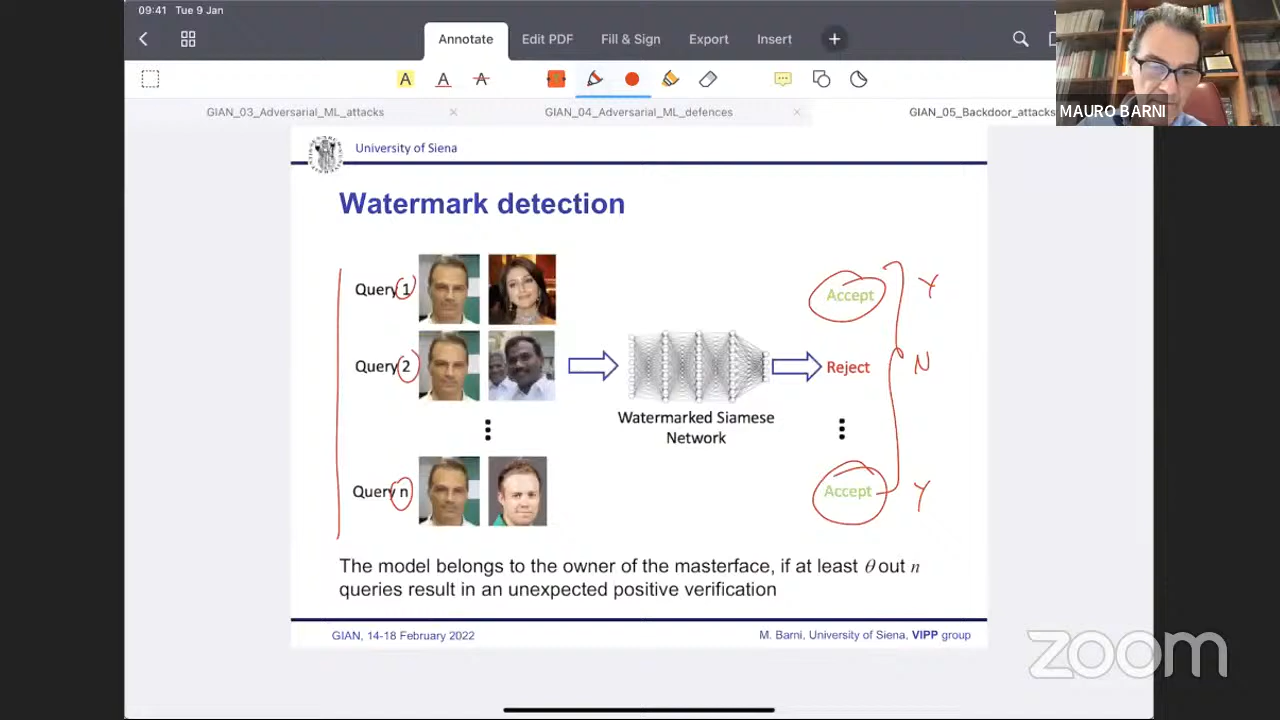 09:41 Tue 9 Jan
Annotate Edit PDF Fill & Sign Export Insert +
A A A
MAURO BARNI
GIAN_03_Adversarial_ML_attacks × GIAN_04_Adversarial_ML_defences × GIAN_05_Backdoor_attacks
University of Siena
Watermark detection
Query 1 Accept Y
Query 2 Reject N
Watermarked Siamese
Network
Query n Accept Y
The model belongs to the owner of the masterface, if at least θ out n
queries result in an unexpected positive verification
GIAN, 14-18 February 2022 M. Barni, University of Siena, VIPP group
zoom